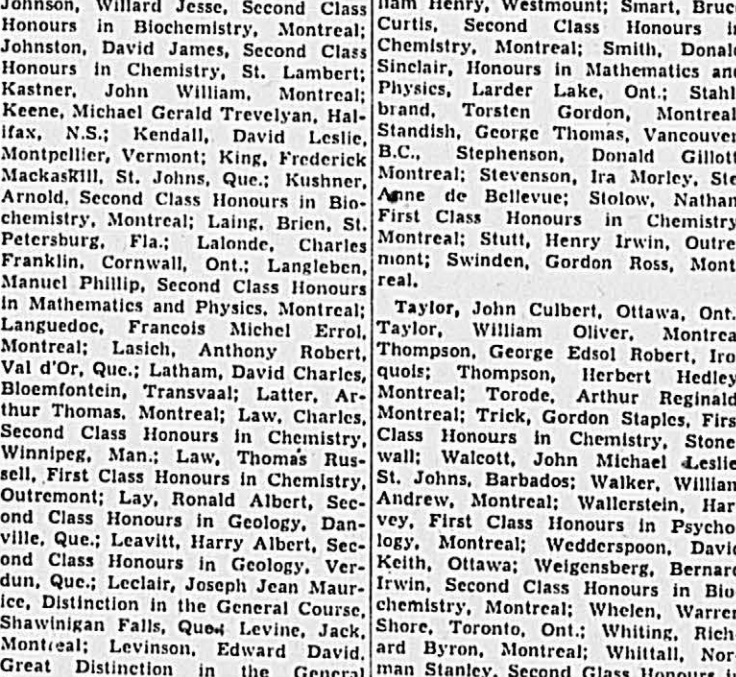 Johnson, Willard Jesse, Second Class
Honours in Biochemistry, Montreal;
Johnston, David James, Second Class
Honours in Chemistry, St. Lambert;
Kastner, John William, Montreal;
Keene, Michael Gerald Trevelyan, Hal-
ifax, N.S.; Kendall, David Leslie,
Montpellier, Vermont; King, Frederick
Mackaskill, St. Johns, Que.; Kushner,
Arnold, Second Class Honours in Bio-
chemistry, Montreal; Laing, Brien, St.
Petersburg, Fla.; Lalonde, Charles
Franklin, Cornwall, Ont.; Langleben,
Manuel Phillip, Second Class Honours
in Mathematics and Physics, Montreal;
Languedoc, Francois Michel Errol,
Montreal; Lasich, Anthony Robert,
Val d'Or, Que.; Latham, David Charles,
Bloemfontein, Transvaal; Latter, Ar-
thur Thomas, Montreal; Law, Charles,
Second Class Honours in Chemistry,
Winnipeg, Man.; Law, Thomas Rus-
sell, First Class Honours in Chemistry,
Outremont; Lay, Ronald Albert, Sec-
ond Class Honours in Geology, Dan-
ville, Que.; Leavitt, Harry Albert, Sec-
ond Class Honours in Geology, Ver-
dun, Que.; Leclair, Joseph Jean Maur-
ice, Distinction in the General Course,
Shawinigan Falls, Que.; Levine, Jack,
Montreal; Levinson, Edward David,
Great Distinction in the General
liam Henry, Westmount; Smart, Bruce
Curtis, Second Class Honours in
Chemistry, Montreal; Smith, Donald
Sinclair, Honours in Mathematics and
Physics, Larder Lake, Ont.; Stahl
brand, Torsten Gordon, Montreal
Standish, George Thomas, Vancouver
B.C., Stephenson, Donald Gillott
Montreal; Stevenson, Ira Morley, Ste
Anne de Bellevue; Stolow, Nathan
First Class Honours in Chemistry
Montreal; Stutt, Henry Irwin, Outre
mont; Swinden, Gordon Ross, Mont
real.
Taylor, John Culbert, Ottawa, Ont.
Taylor, William Oliver, Montrea
Thompson, George Edsol Robert, Iro
quois; Thompson, Herbert Hedley
Montreal; Torode, Arthur Reginald
Montreal; Trick, Gordon Staples, Firs
Class Honours in Chemistry, Stone
wall; Walcott, John Michael Leslie
St. Johns, Barbados; Walker, William
Andrew, Montreal; Wallerstein, Har
vey, First Class Honours in Psycho
logy, Montreal; Wedderspoon, David
Keith, Ottawa; Weigensberg, Bernard
Irwin, Second Class Honours in Bio
chemistry, Montreal; Whelen, Warren
Shore, Toronto, Ont.; Whiting, Rich-
ard Byron, Montreal; Whittall, Nor-
man Stanley, Second Glass Honours in